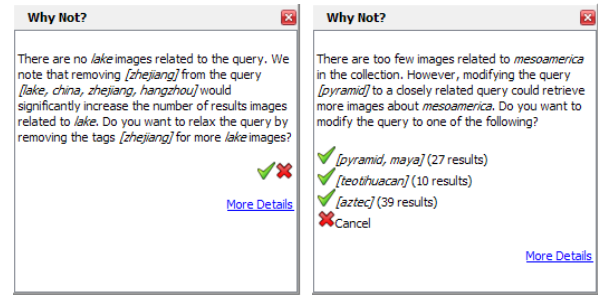 Why Not?
There are no lake images related to the query. We
note that removing [zhejiang] from the query
[lake, china, zhejiang, hangzhou] would
significantly increase the number of results images
related to lake. Do you want to relax the query by
removing the tags [zhejiang] for more lake images?
More Details
Why Not?
There are too few images related to mesoamerica
in the collection. However, modifying the query
[pyramid] to a closely related query could retrieve
more images about mesoamerica. Do you want to
modify the query to one of the following?
[pyramid, maya] (27 results)
[teotihuacan] (10 results)
[aztec] (39 results)
Cancel
More Details